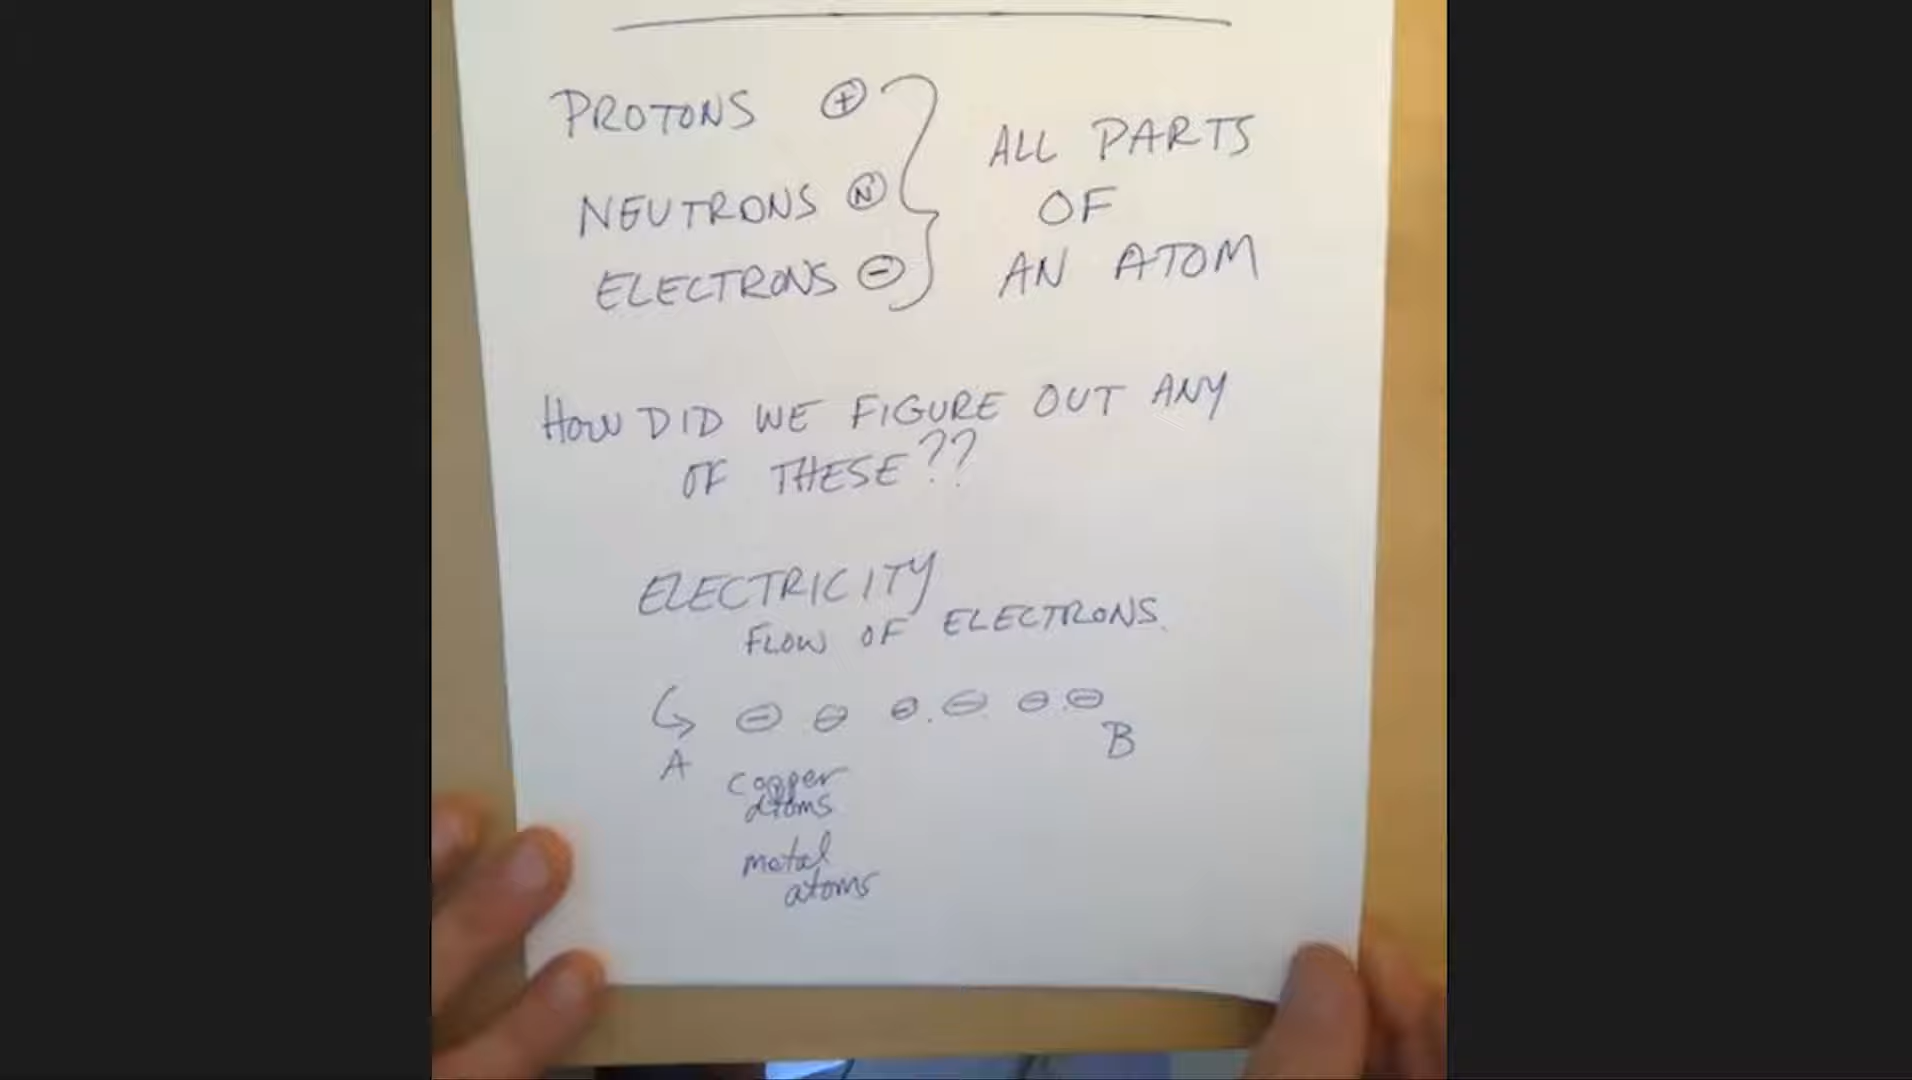 PROTONS +
NEUTRONS N
ELECTRONS -
ALL PARTS
OF
AN ATOM
HOW DID WE FIGURE OUT ANY
OF THESE??
ELECTRICITY
FLOW OF ELECTRONS.
- - - - - -
A B
copper
atoms
metal
atoms